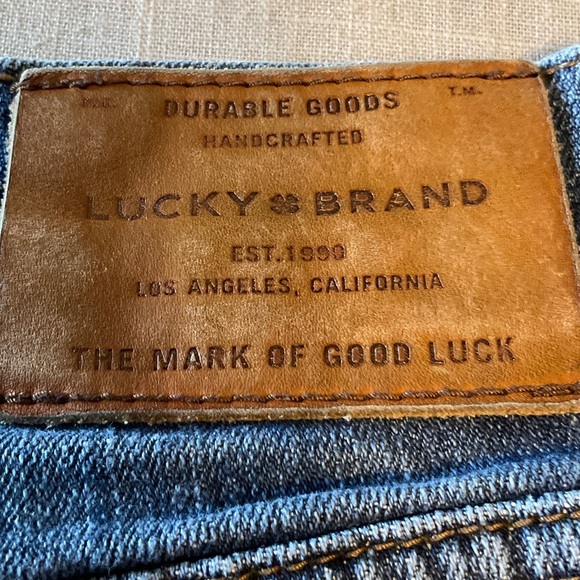 DURABLE GOODS T.M.
HANDCRAFTED
LUCKY BRAND
EST.1990
LOS ANGELES, CALIFORNIA
THE MARK OF GOOD LUCK